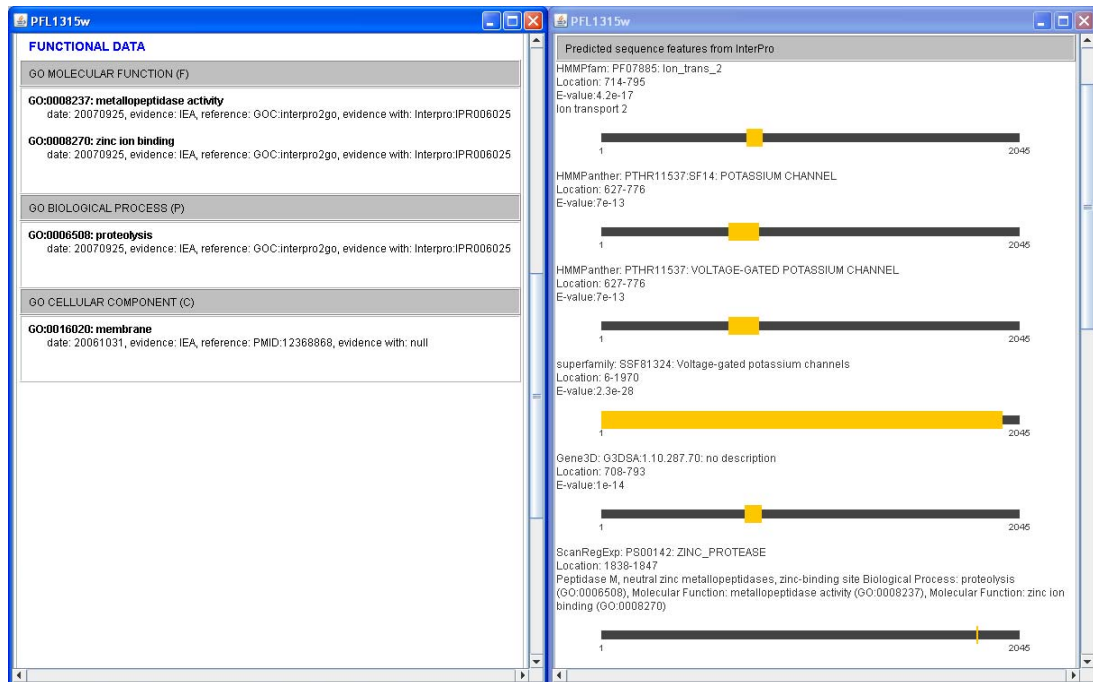 PFL1315w
FUNCTIONAL DATA
GO MOLECULAR FUNCTION (F)
GO:0008237: metallopeptidase activity
date: 20070925, evidence: IEA, reference: GOC:interpro2go, evidence with: Interpro:IPR006025
GO:0008270: zinc ion binding
date: 20070925, evidence: IEA, reference: GOC:interpro2go, evidence with: Interpro:IPR006025
GO BIOLOGICAL PROCESS (P)
GO:0006508: proteolysis
date: 20070925, evidence: IEA, reference: GOC:interpro2go, evidence with: Interpro:IPR006025
GO CELLULAR COMPONENT (C)
GO:0016020: membrane
date: 20061031, evidence: IEA, reference: PMID:12368868, evidence with: null
PFL1315w
Predicted sequence features from InterPro
HMMPfam: PF07885: Ion_trans_2
Location: 714-795
E-value:4.2e-17
Ion transport 2
1 2045
HMMPanther: PTHR11537:SF14: POTASSIUM CHANNEL
Location: 627-776
E-value:7e-13
1 2045
HMMPanther: PTHR11537: VOLTAGE-GATED POTASSIUM CHANNEL
Location: 627-776
E-value:7e-13
1 2045
superfamily: SSF81324: Voltage-gated potassium channels
Location: 6-1970
E-value:2.3e-28
1 2045
Gene3D: G3DSA:1.10.287.70: no description
Location: 708-793
E-value:1e-14
1 2045
ScanRegExp: PS00142: ZINC_PROTEASE
Location: 1838-1847
Peptidase M, neutral zinc metallopeptidases, zinc-binding site Biological Process: proteolysis
(GO:0006508), Molecular Function: metallopeptidase activity (GO:0008237), Molecular Function: zinc ion
binding (GO:0008270)
1 2045